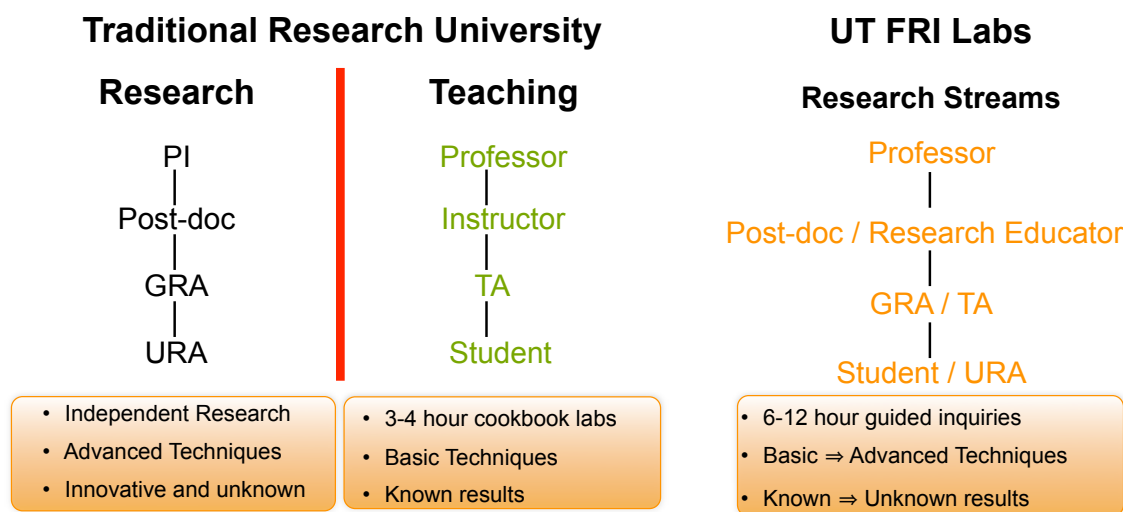 Traditional Research University
Research
PI
Post-doc
GRA
URA
• Independent Research
• Advanced Techniques
• Innovative and unknown
Teaching
Professor
Instructor
TA
Student
• 3-4 hour cookbook labs
• Basic Techniques
• Known results
UT FRI Labs
Research Streams
Professor
Post-doc / Research Educator
GRA / TA
Student / URA
• 6-12 hour guided inquiries
• Basic ⇒ Advanced Techniques
• Known ⇒ Unknown results